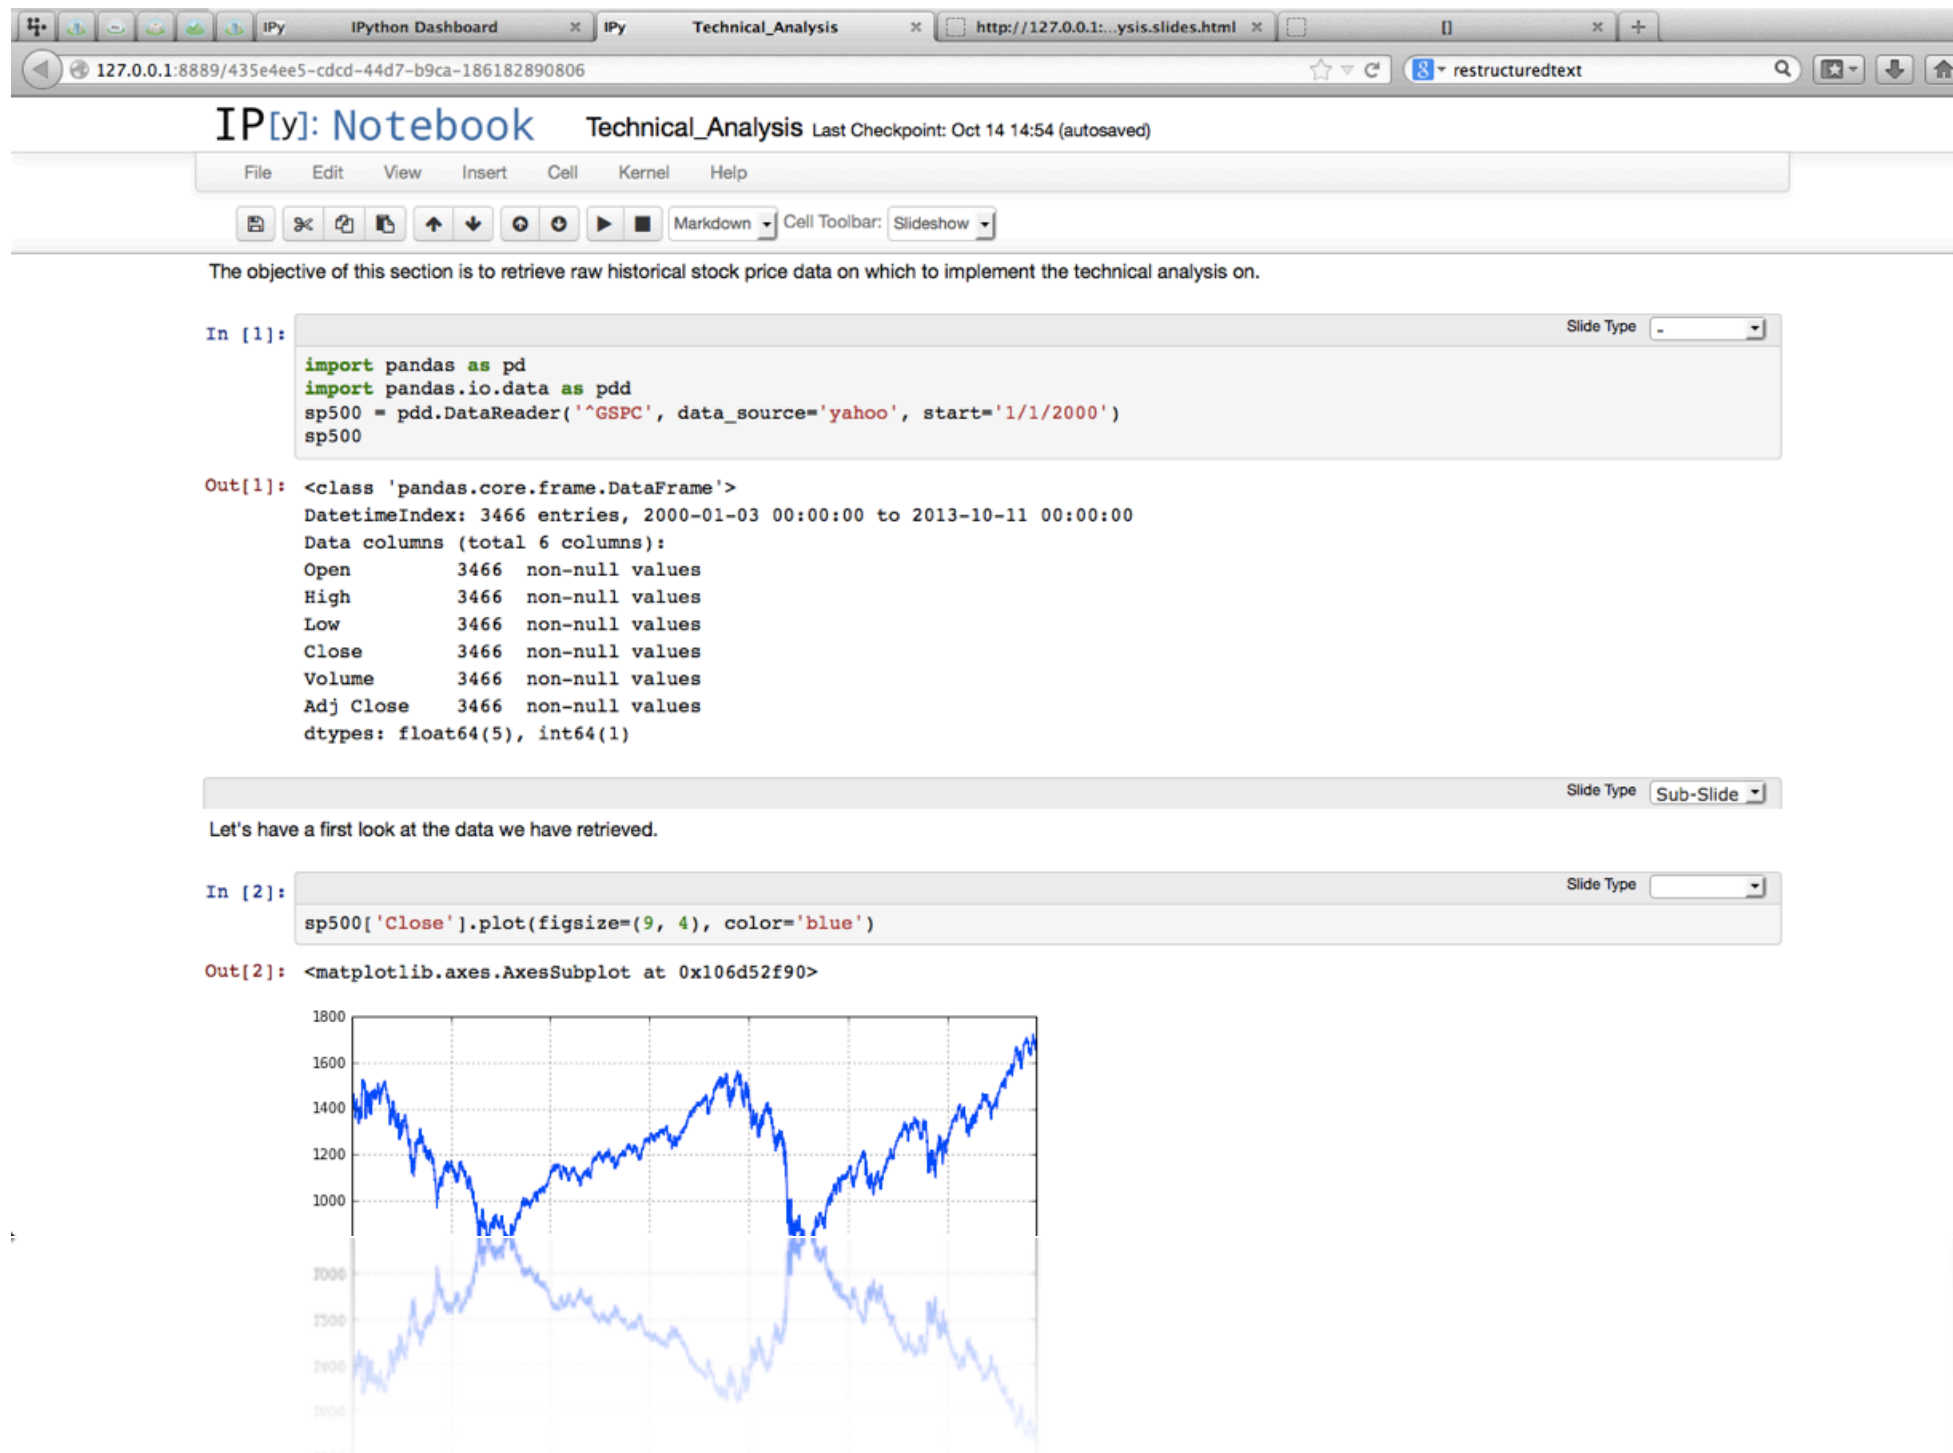 IPy IPython Dashboard
IPy Technical_Analysis
http://127.0.0.1:...ysis.slides.html
[]
127.0.0.1:8889/435e4ee5-cdcd-44d7-b9ca-186182890806
restructuredtext
IP[y]: Notebook Technical_Analysis Last Checkpoint: Oct 14 14:54 (autosaved)
File Edit View Insert Cell Kernel Help
Markdown Cell Toolbar: Slideshow
The objective of this section is to retrieve raw historical stock price data on which to implement the technical analysis on.
In [1]:
Slide Type -
import pandas as pd
import pandas.io.data as pdd
sp500 = pdd.DataReader('^GSPC', data_source='yahoo', start='1/1/2000')
sp500
Out[1]: <class 'pandas.core.frame.DataFrame'>
DatetimeIndex: 3466 entries, 2000-01-03 00:00:00 to 2013-10-11 00:00:00
Data columns (total 6 columns):
Open 3466 non-null values
High 3466 non-null values
Low 3466 non-null values
Close 3466 non-null values
Volume 3466 non-null values
Adj Close 3466 non-null values
dtypes: float64(5), int64(1)
Slide Type Sub-Slide
Let's have a first look at the data we have retrieved.
In [2]:
Slide Type
sp500['Close'].plot(figsize=(9, 4), color='blue')
Out[2]: <matplotlib.axes.AxesSubplot at 0x106d52f90>
1800
1600
1400
1200
1000